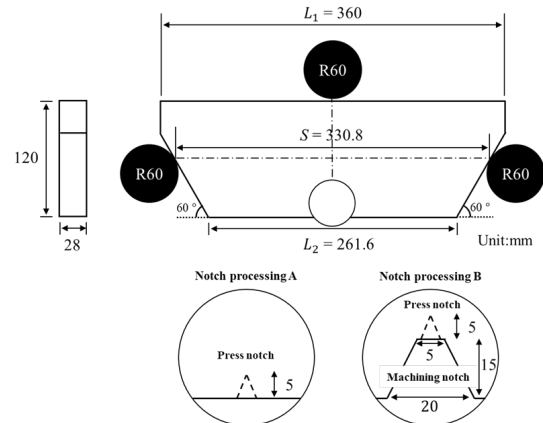 L₁ = 360
R60
S = 330.8
120
R60
R60
60 °
60 °
28
L₂ = 261.6
Unit:mm
Notch processing A
Notch processing B
Press notch
5
Press notch
5
5
15
Machining notch
20